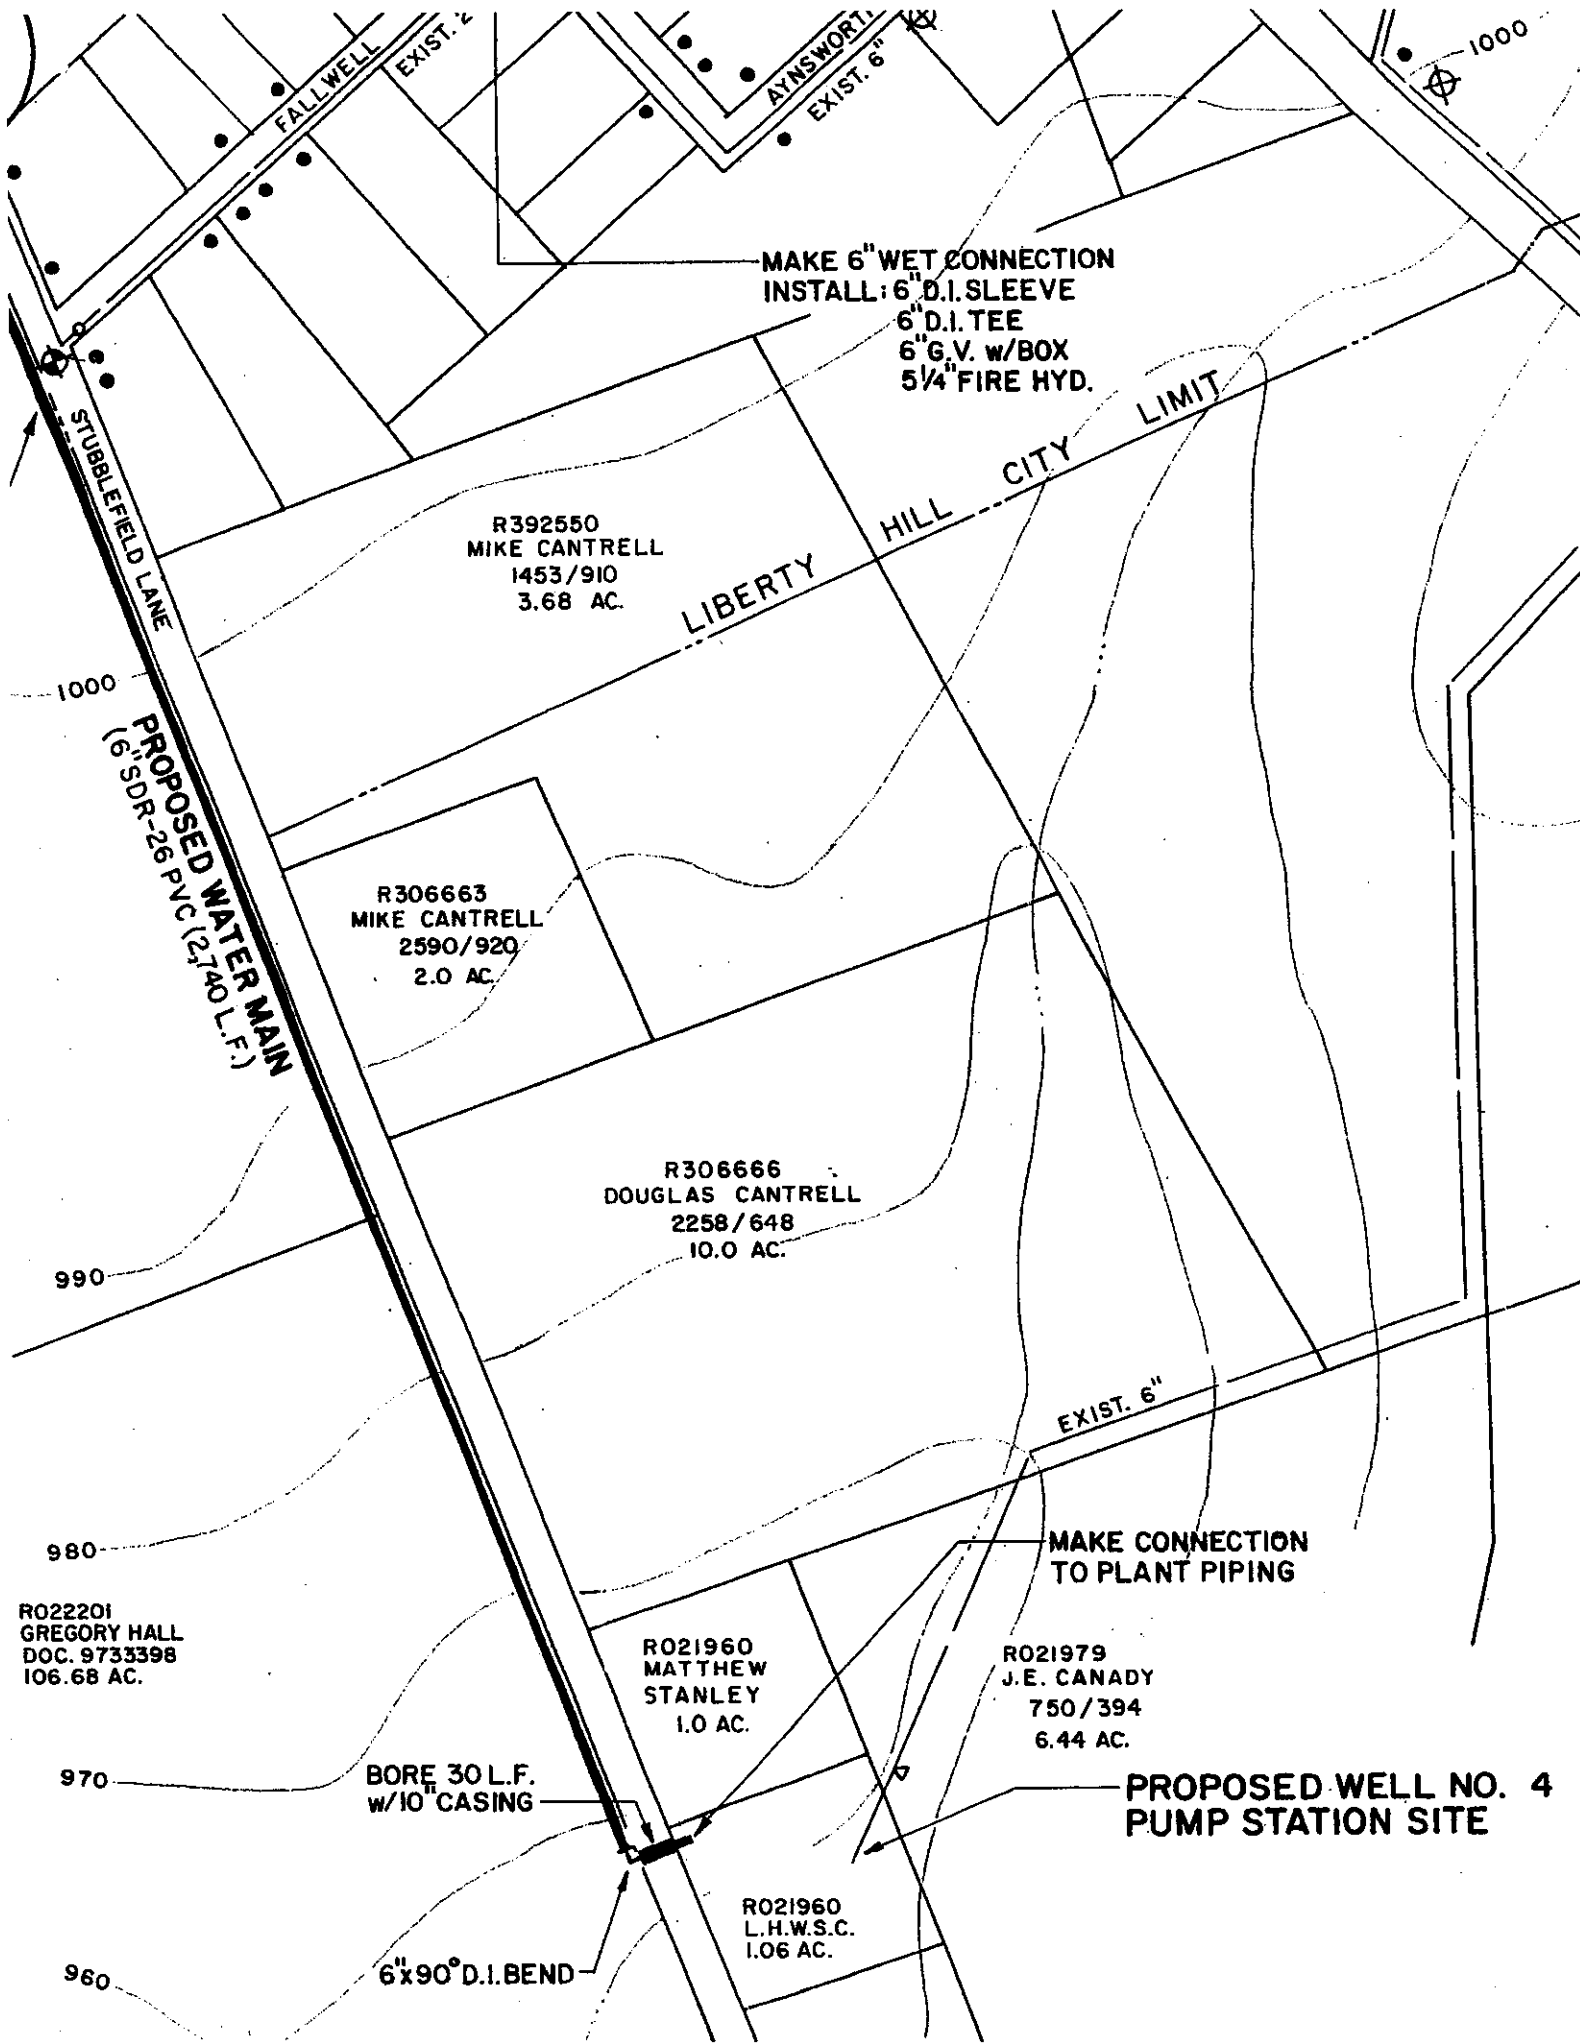 FALLWELL
EXIST. 2
AYNSWORTH
EXIST. 6"
1000
MAKE 6" WET CONNECTION
INSTALL: 6" D.I. SLEEVE
6" D.I. TEE
6" G.V. W/BOX
5 1/4" FIRE HYD.
STUBBLEFIELD LANE
LIBERTY HILL CITY LIMIT
R392550
MIKE CANTRELL
1453/910
3.68 AC.
1000
PROPOSED WATER MAIN
(6" SDR-26 PVC (2,740 L.F.)
R306663
MIKE CANTRELL
2590/920
2.0 AC.
R306666
DOUGLAS CANTRELL
2258/648
10.0 AC.
990
EXIST. 6"
980
MAKE CONNECTION
TO PLANT PIPING
R022201
GREGORY HALL
DOC. 9733398
106.68 AC.
R021960
MATTHEW
STANLEY
1.0 AC.
R021979
J.E. CANADY
750/394
6.44 AC.
970
BORE 30 L.F.
W/10" CASING
PROPOSED WELL NO. 4
PUMP STATION SITE
R021960
L.H.W.S.C.
1.06 AC.
960
6"x90° D.I. BEND